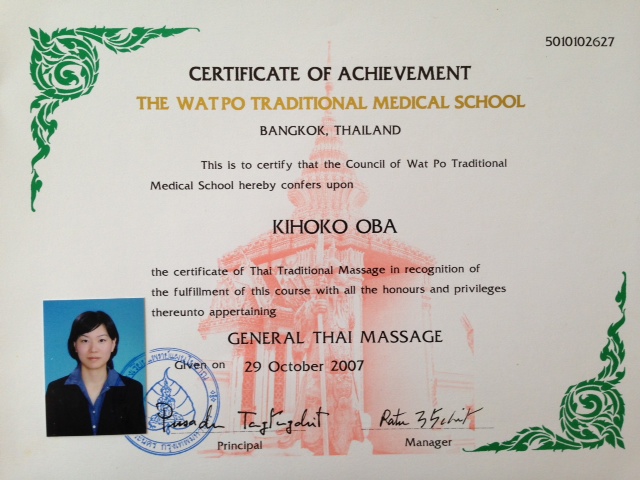 5010102627
CERTIFICATE OF ACHIEVEMENT
THE WAT PO TRADITIONAL MEDICAL SCHOOL
BANGKOK, THAILAND
This is to certify that the Council of Wat Po Traditional
Medical School hereby confers upon
KIHOKO OBA
the certificate of Thai Traditional Massage in recognition of
the fulfillment of this course with all the honours and privileges
thereunto appertaining
GENERAL THAI MASSAGE
Given on 29 October 2007
Principal Manager